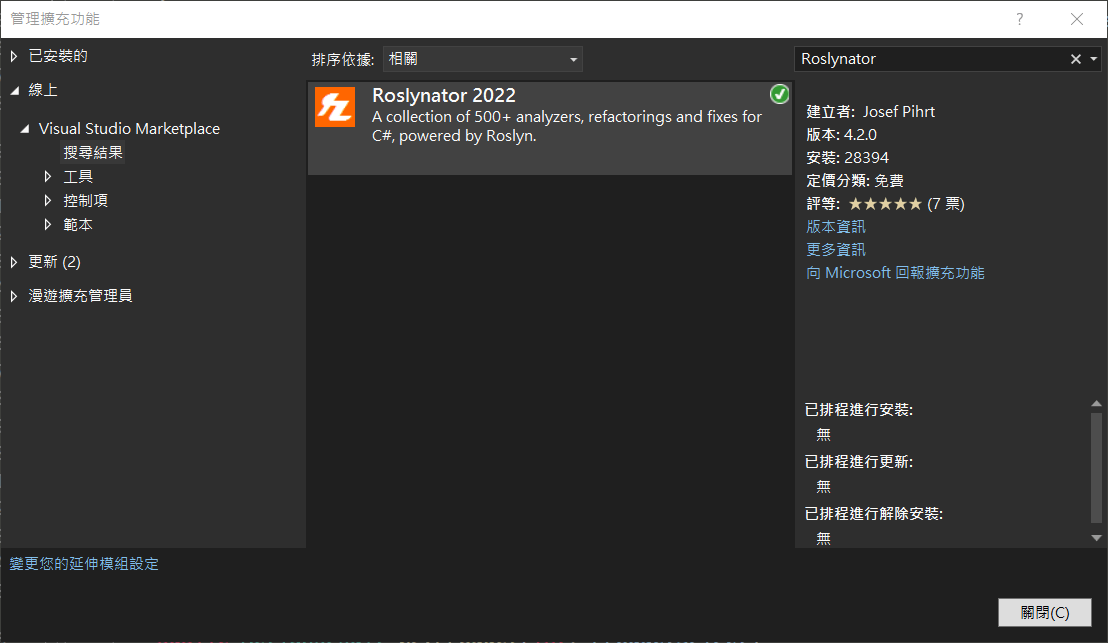 管理擴充功能
?
已安裝的
線上
Visual Studio Marketplace
搜尋結果
工具
控制項
範本
更新 (2)
漫遊擴充管理員
變更您的延伸模組設定
排序依據: 相關
Roslynator 2022
A collection of 500+ analyzers, refactorings and fixes for
C#, powered by Roslyn.
Roslynator
建立者: Josef Pihrt
版本: 4.2.0
安裝: 28394
定價分類: 免費
評等: ★★★★★ (7 票)
版本資訊
更多資訊
向 Microsoft 回報擴充功能
已排程進行安裝:
無
已排程進行更新:
無
已排程進行解除安裝:
無
關閉(C)